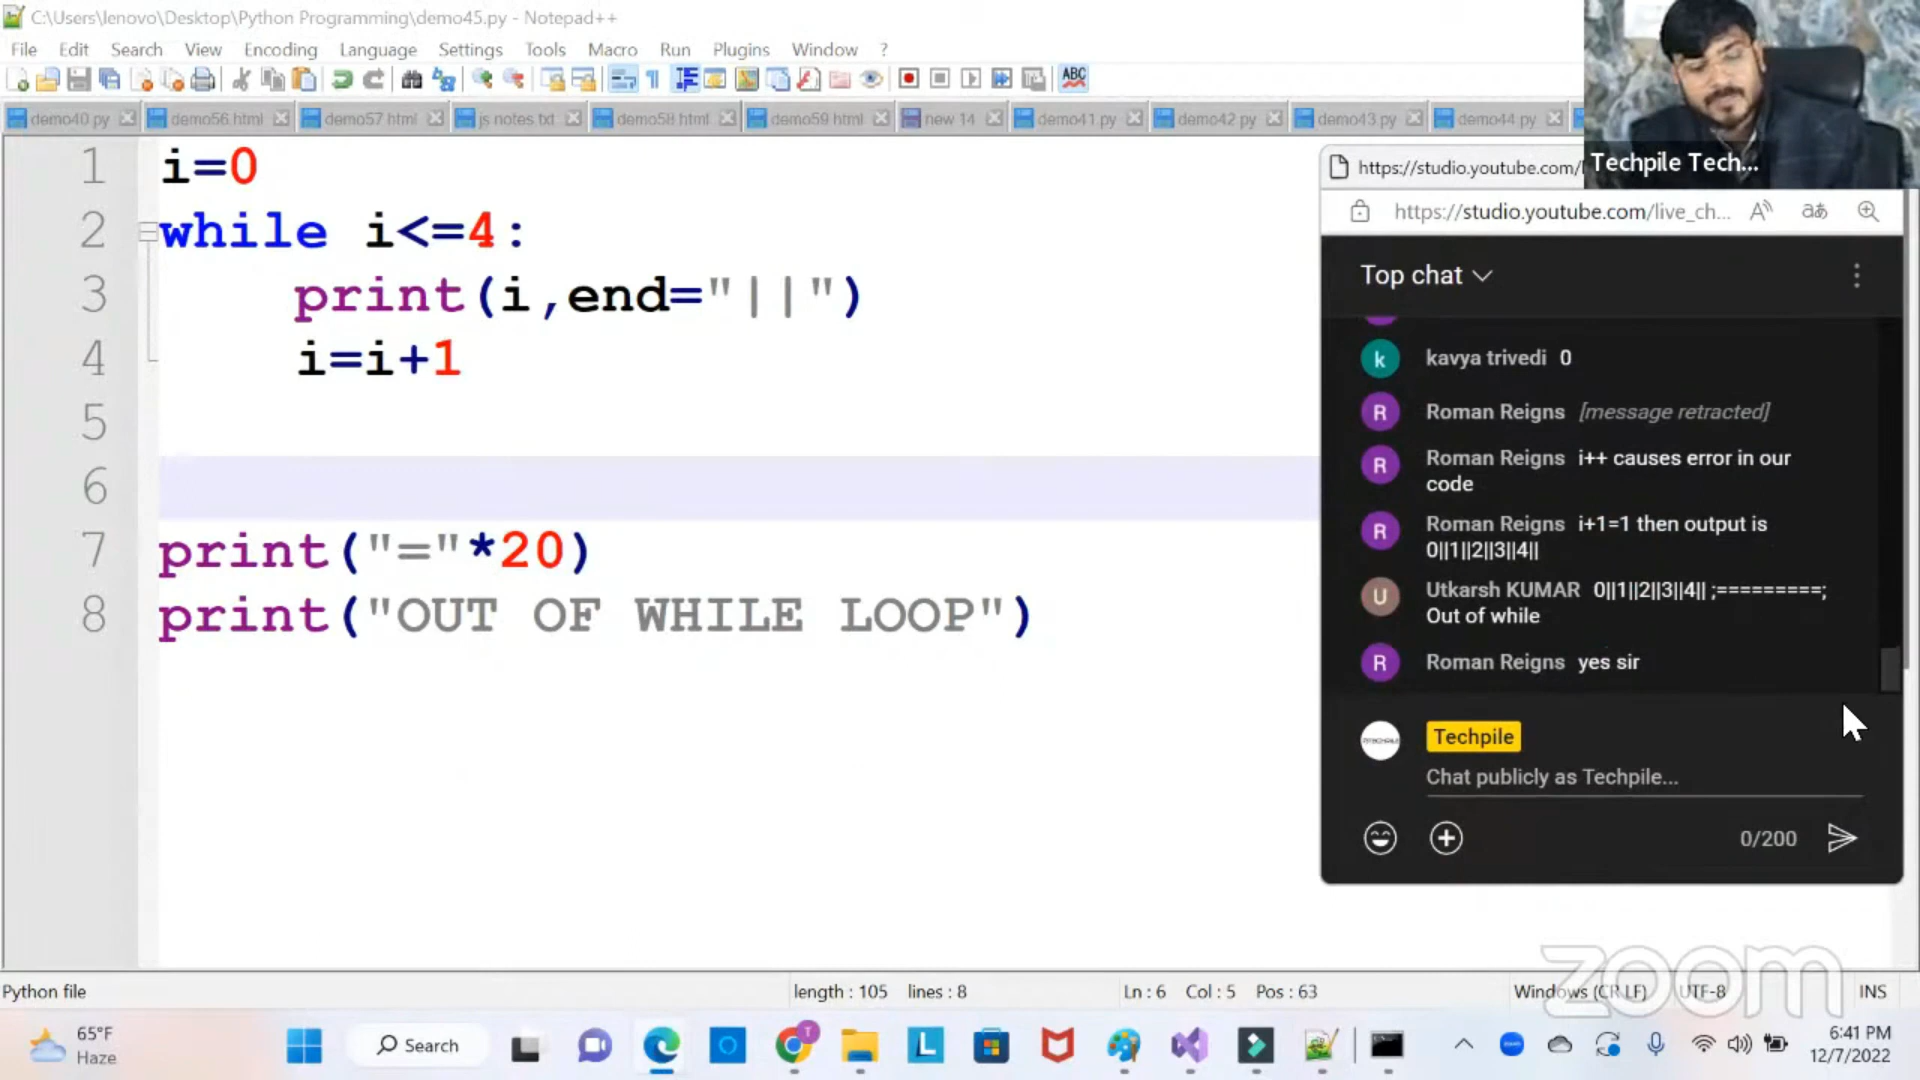 C:\Users\lenovo\Desktop\Python Programming\demo45.py - Notepad++
File Edit Search View Encoding Language Settings Tools Macro Run Plugins Window ?
ABC
demo40.py demo56.html demo57.html js notes.txt demo58.html demo59.html new 14 demo41.py demo42.py demo43.py demo44.py
1 i=0
2 while i<=4:
3 print(i,end="||")
4 i=i+1
5
6
7 print("="*20)
8 print("OUT OF WHILE LOOP")
Techpile Tech...
https://studio.youtube.com/
https://studio.youtube.com/live_ch...
Top chat
k kavya trivedi 0
R Roman Reigns [message retracted]
R Roman Reigns i++ causes error in our
code
R Roman Reigns i+1=1 then output is
0||1||2||3||4||
U Utkarsh KUMAR 0||1||2||3||4|| ;=========;
Out of while
R Roman Reigns yes sir
Techpile
Chat publicly as Techpile...
0/200
zoom
Python file length : 105 lines : 8 Ln : 6 Col : 5 Pos : 63 Windows (CR LF) UTF-8 INS
65°F
Haze
Search
T
L
6:41 PM
12/7/2022